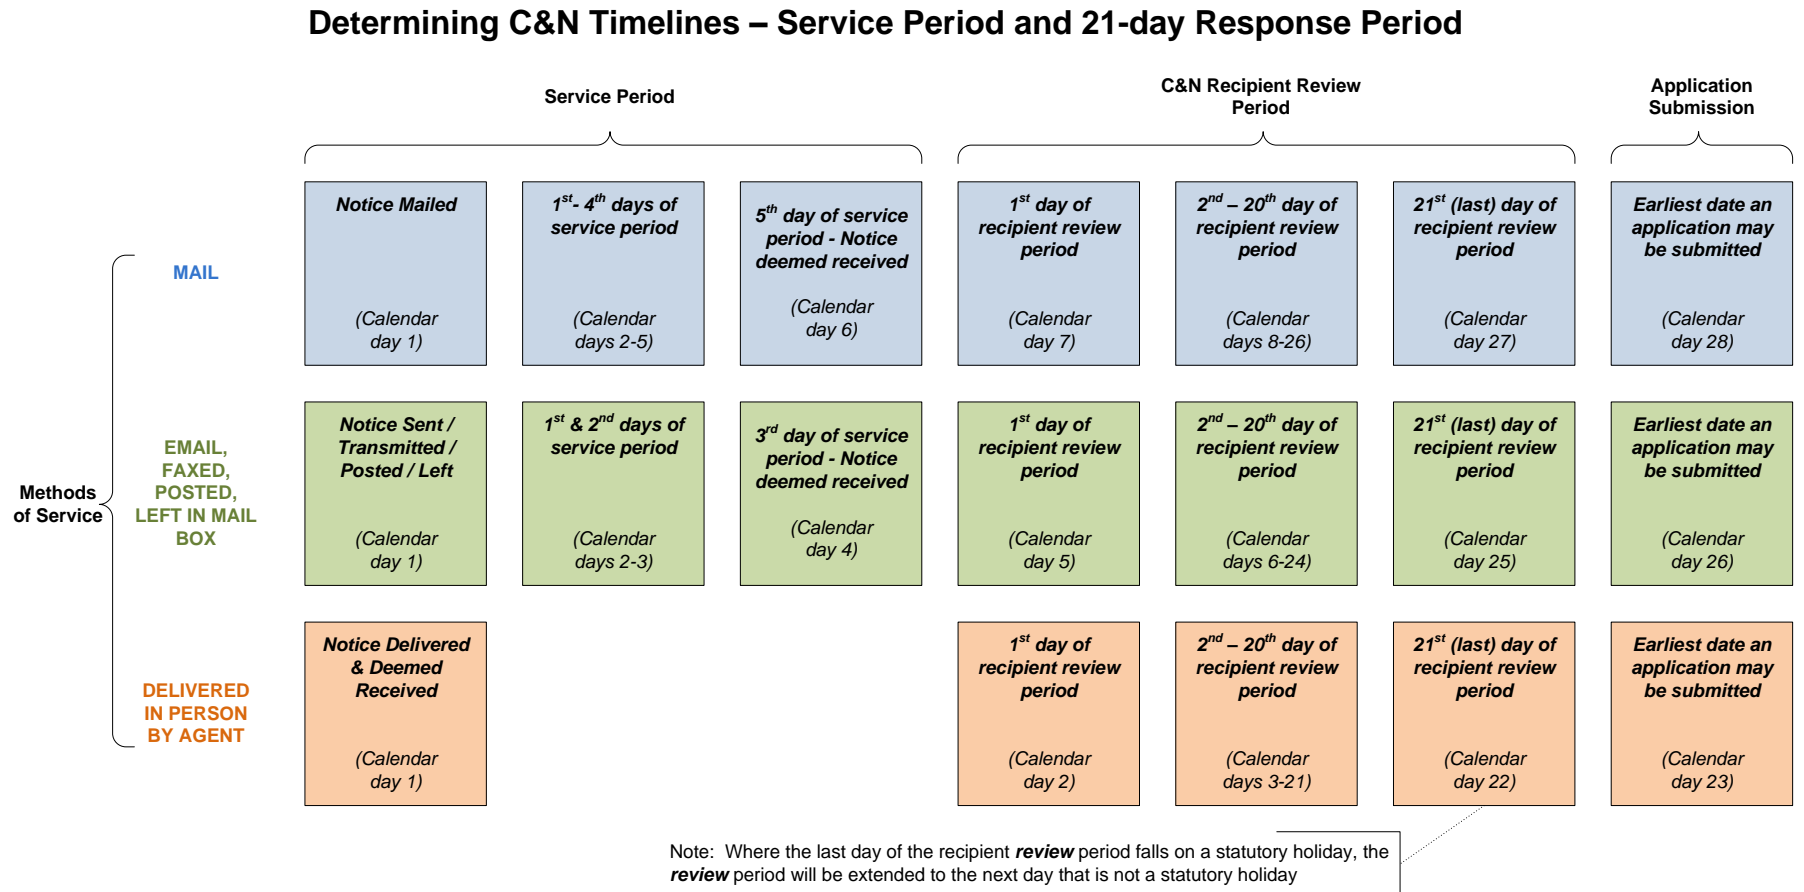 Determining C&N Timelines – Service Period and 21-day Response Period
Service Period
C&N Recipient Review
Period
Application
Submission
Methods
of Service
MAIL
Notice Mailed
(Calendar
day 1)
1st- 4th days of
service period
(Calendar
days 2-5)
5th day of service
period - Notice
deemed received
(Calendar
day 6)
1st day of
recipient review
period
(Calendar
day 7)
2nd – 20th day of
recipient review
period
(Calendar
days 8-26)
21st (last) day of
recipient review
period
(Calendar
day 27)
Earliest date an
application may
be submitted
(Calendar
day 28)
EMAIL,
FAXED,
POSTED,
LEFT IN MAIL
BOX
Notice Sent /
Transmitted /
Posted / Left
(Calendar
day 1)
1st & 2nd days of
service period
(Calendar
days 2-3)
3rd day of service
period - Notice
deemed received
(Calendar
day 4)
1st day of
recipient review
period
(Calendar
day 5)
2nd – 20th day of
recipient review
period
(Calendar
days 6-24)
21st (last) day of
recipient review
period
(Calendar
day 25)
Earliest date an
application may
be submitted
(Calendar
day 26)
DELIVERED
IN PERSON
BY AGENT
Notice Delivered
& Deemed
Received
(Calendar
day 1)
1st day of
recipient review
period
(Calendar
day 2)
2nd – 20th day of
recipient review
period
(Calendar
days 3-21)
21st (last) day of
recipient review
period
(Calendar
day 22)
Earliest date an
application may
be submitted
(Calendar
day 23)
Note: Where the last day of the recipient review period falls on a statutory holiday, the
review period will be extended to the next day that is not a statutory holiday